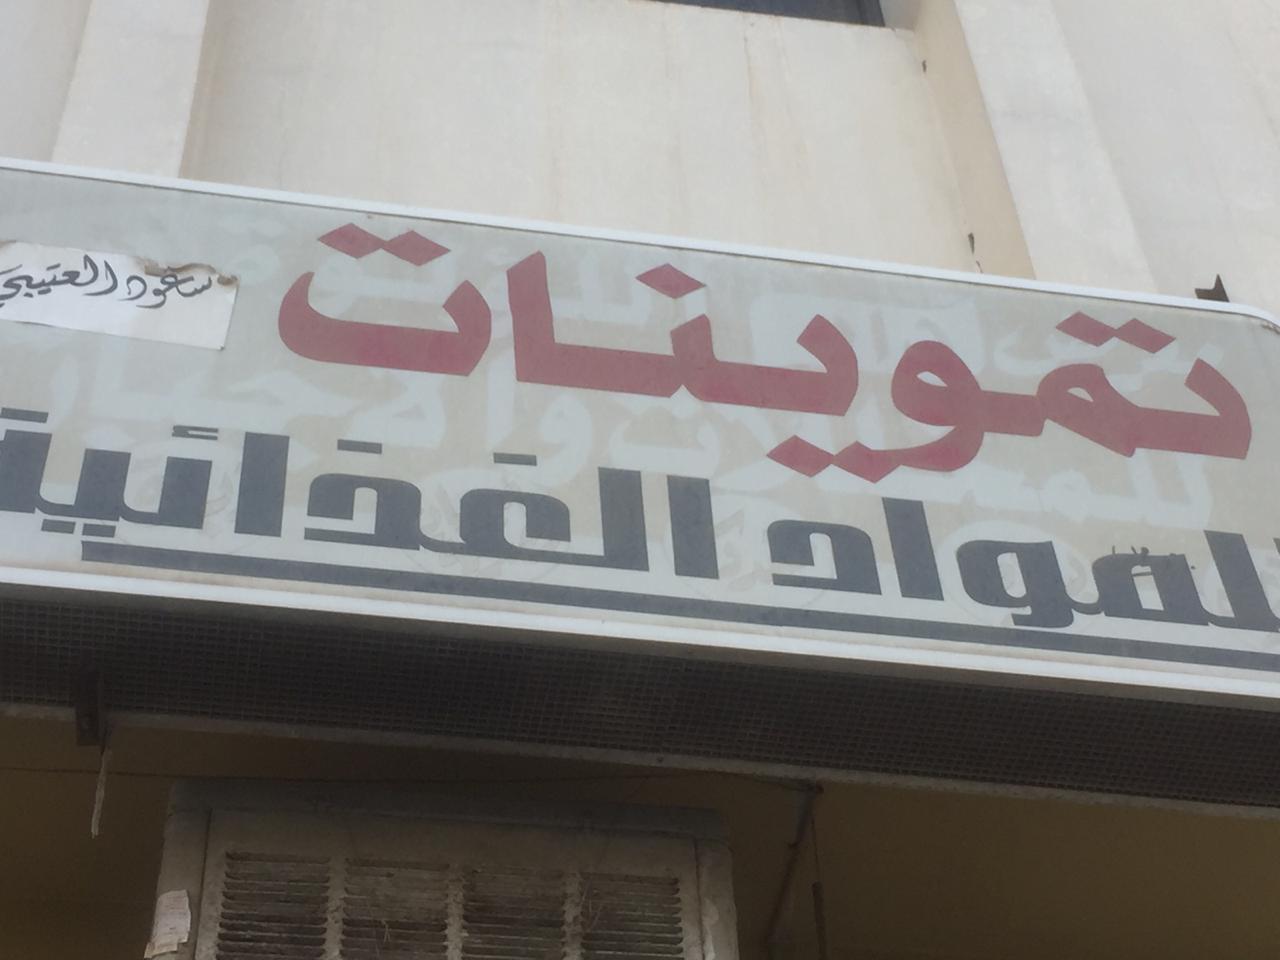 تموينات
سعود العتيبي
للمواد الغذائية